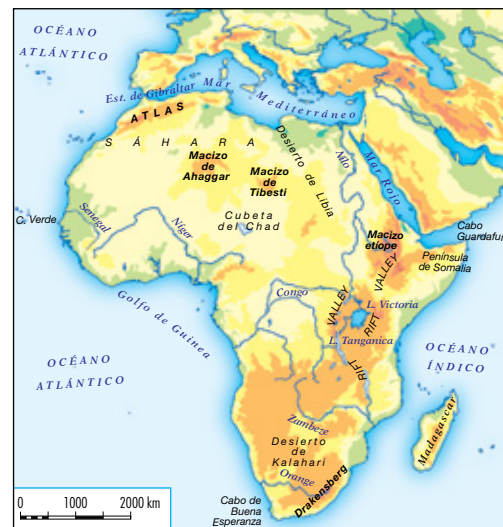 OCÉANO
ATLÁNTICO
Est. de Gibraltar
Mar
Mediterráneo
ATLAS
SÁHARA
Macizo
de
Ahaggar
Macizo
de
Tibesti
Desierto de Libia
Nilo
Mar Rojo
C. Verde
Senegal
Níger
Cubeta
del Chad
Macizo
etíope
Cabo
Guardafui
Península
de Somalia
VALLEY
RIFT
Golfo de Guinea
Congo
VALLEY
L. Victoria
L. Tanganica
RIFT
OCÉANO
ATLÁNTICO
OCÉANO
ÍNDICO
Zambeze
Desierto
de
Kalahari
Madagascar
Orange
Drakensberg
Cabo de
Buena
Esperanza
0 1000 2000 km